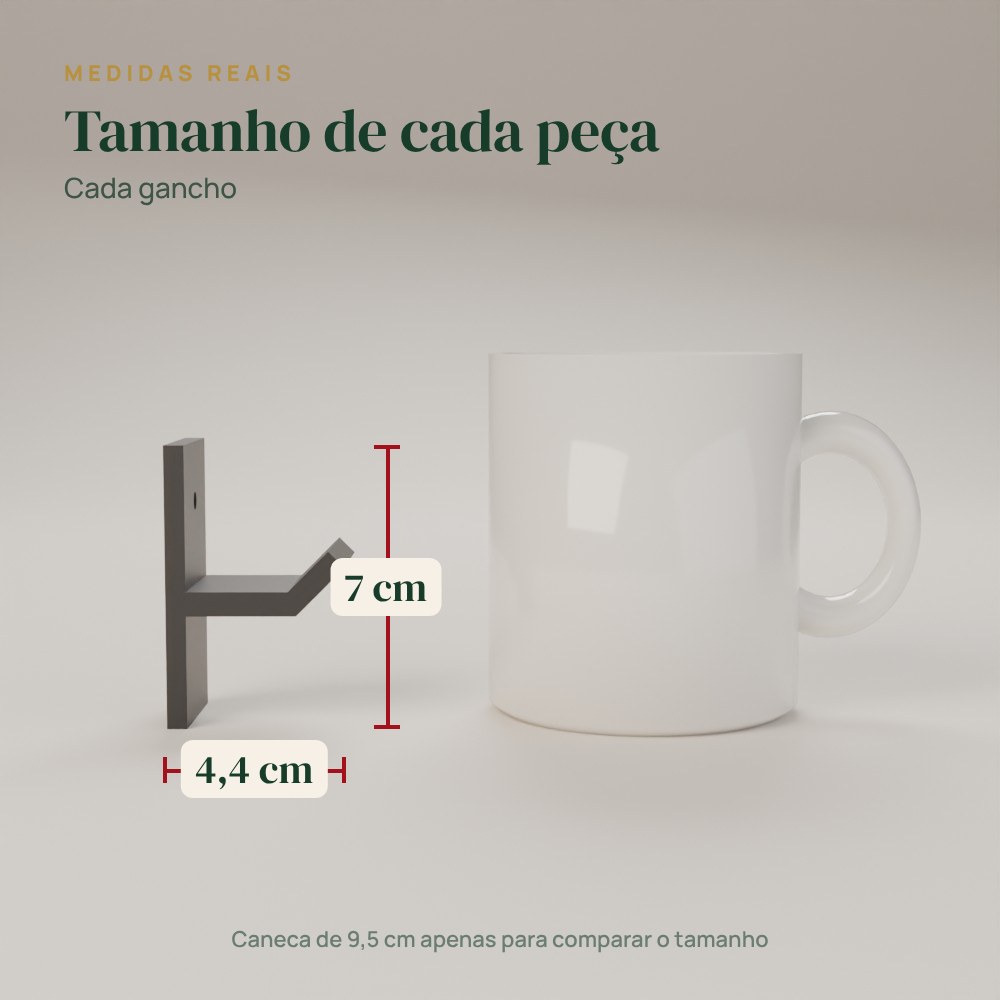 MEDIDAS REAIS
Tamanho de cada peça
Cada gancho
7 cm
4,4 cm
Caneca de 9,5 cm apenas para comparar o tamanho